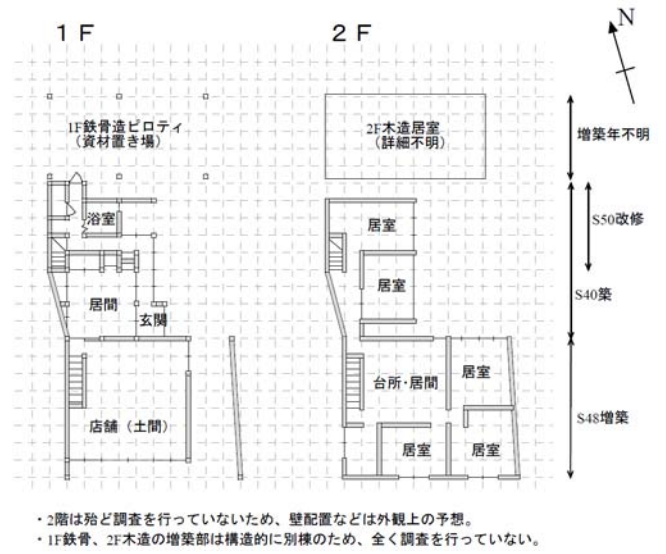 1F
2F
N
1F鉄骨造ピロティ
(資材置き場)
2F木造居室
(詳細不明)
増築年不明
浴室
居室
S50改修
居室
S40築
居間
玄関
台所・居間
居室
S48増築
店舗(土間)
居室
居室
・2階は殆ど調査を行っていないため、壁配置などは外観上の予想。
・1F鉄骨、2F木造の増築部は構造的に別棟のため、全く調査を行っていない。